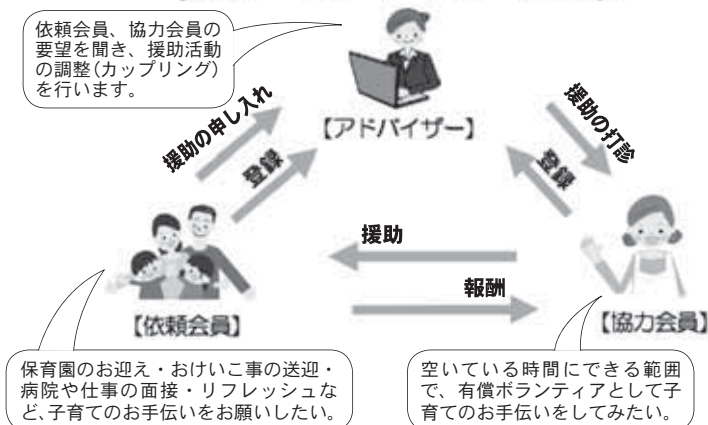 依頼会員、協力会員の
要望を聞き、援助活動
の調整(カップリング)
を行います。
【アドバイザー】
援助の申し入れ
登録
援助の打診
登録
援助
報酬
【依頼会員】
【協力会員】
保育園のお迎え・おけいこ事の送迎・
病院や仕事の面接・リフレッシュな
ど、子育てのお手伝いをお願いしたい。
空いている時間にできる範囲
で、有償ボランティアとして子
育てのお手伝いをしてみたい。